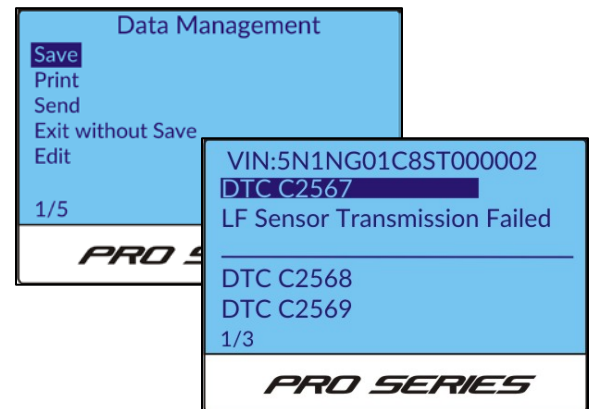 Data Management
Save
Print
Send
Exit without Save
Edit
1/5
PRO S
VIN:5N1NG01C8ST000002
DTC C2567
LF Sensor Transmission Failed
DTC C2568
DTC C2569
1/3
PRO SERIES